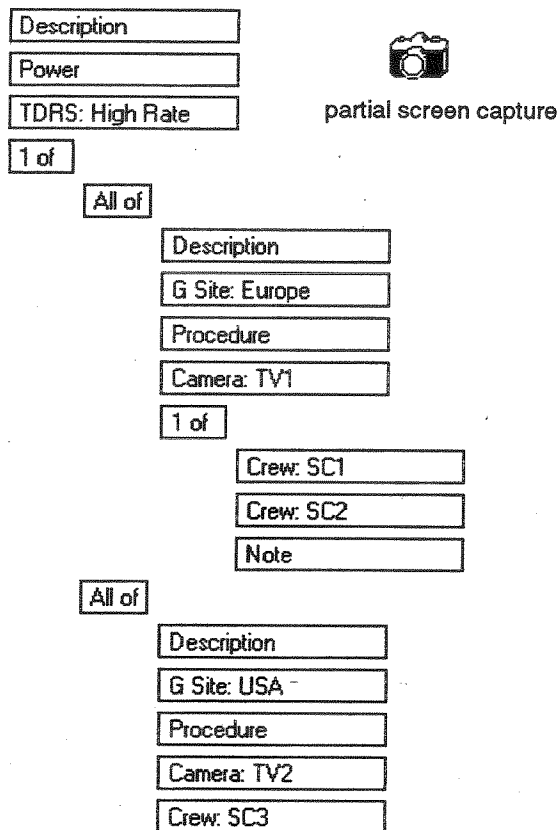 Description
Power
TDRS: High Rate
partial screen capture
1 of
All of
Description
G Site: Europe
Procedure
Camera: TV1
1 of
Crew: SC1
Crew: SC2
Note
All of
Description
G Site: USA
Procedure
Camera: TV2
Crew: SC3